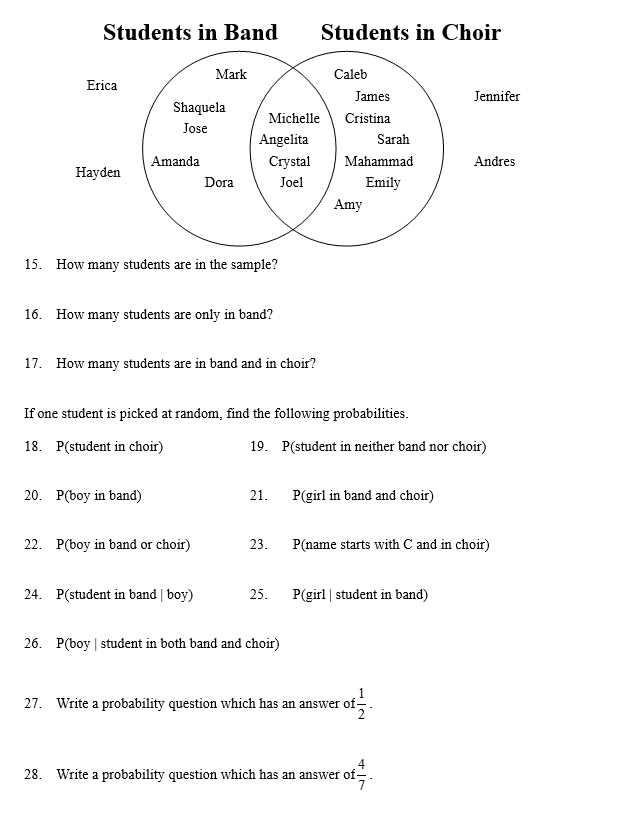 Students in Band Students in Choir
Mark Caleb
Erica
James Jennifer
Shaquela
Michelle Cristina
Jose
Angelita Sarah
Amanda Crystal Mahammad Andres
Hayden
Dora Joel Emily
Amy
15. How many students are in the sample?
16. How many students are only in band?
17. How many students are in band and in choir?
If one student is picked at random, find the following probabilities.
18. P(student in choir) 19. P(student in neither band nor choir)
20. P(boy in band) 21. P(girl in band and choir)
22. P(boy in band or choir) 23. P(name starts with C and in choir)
24. P(student in band | boy) 25. P(girl | student in band)
26. P(boy | student in both band and choir)
27. Write a probability question which has an answer of 1/2.
28. Write a probability question which has an answer of 4/7.